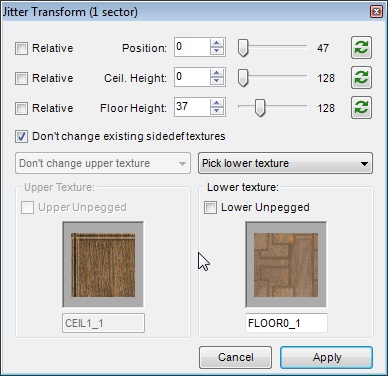 Jitter Transform (1 sector)
Relative Position: 0 47
Relative Ceil. Height: 0 128
Relative Floor Height: 37 128
Don't change existing sidedef textures
Don't change upper texture Pick lower texture
Upper Texture: Lower texture:
Upper Unpegged Lower Unpegged
CEIL1_1 FLOOR0_1
Cancel Apply